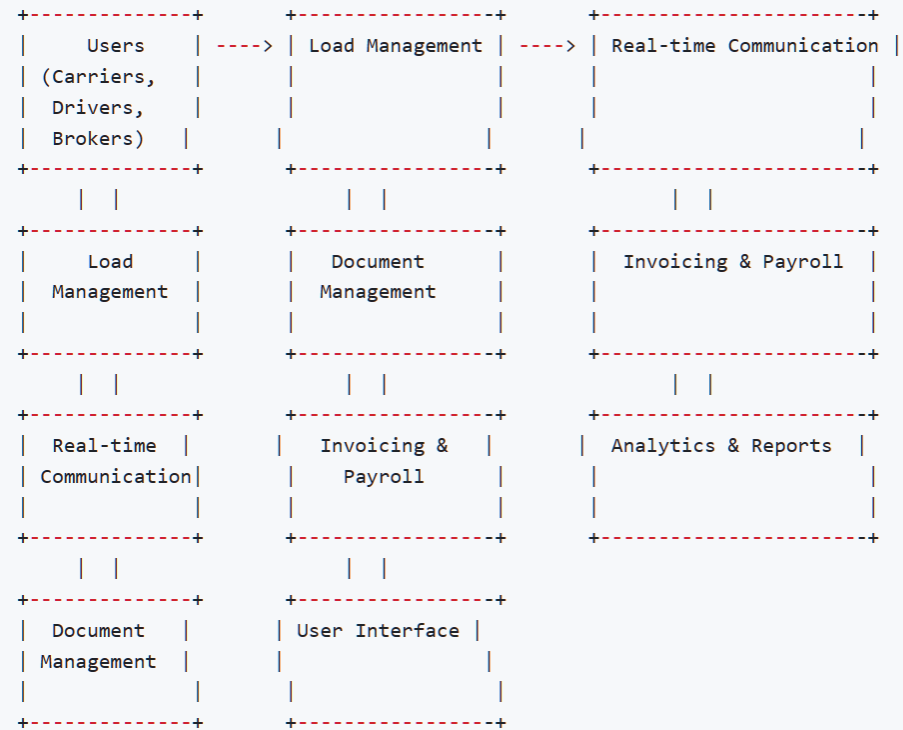 +--------------+       +-----------------+       +----------------------+
|     Users    | ----> | Load Management | ----> | Real-time Communication |
| (Carriers,   |       |                 |       |                       |
|  Drivers,    |       |                 |       |                       |
|  Brokers)   |       |                 |       |                       |
+--------------+       +-----------------+       +----------------------+
     |  |                   |  |                        |  |
+--------------+       +-----------------+       +----------------------+
|     Load     |       |   Document      |       |  Invoicing & Payroll  |
|  Management  |       |  Management     |       |                       |
|              |       |                 |       |                       |
+--------------+       +-----------------+       +----------------------+
     |  |                   |  |                        |  |
+--------------+       +-----------------+       +----------------------+
|  Real-time  |       |   Invoicing &   |       |  Analytics & Reports  |
| Communication|       |    Payroll      |       |                       |
|              |       |                 |       |                       |
+--------------+       +-----------------+       +----------------------+
     |  |                   |  |
+--------------+       +-----------------+
|  Document   |       | User Interface |
| Management  |       |                 |
|              |       |                 |
+--------------+       +-----------------+